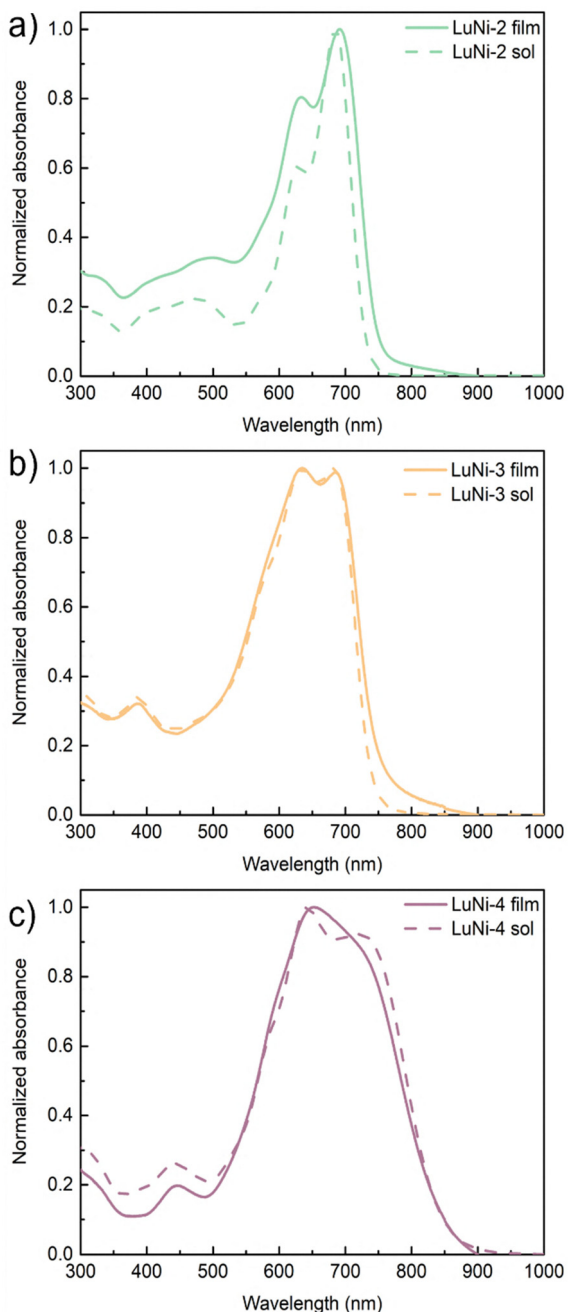 a)
LuNi-2 film
LuNi-2 sol
Normalized absorbance
1.0
0.8
0.6
0.4
0.2
0.0
300 400 500 600 700 800 900 1000
Wavelength (nm)
b)
LuNi-3 film
LuNi-3 sol
Normalized absorbance
1.0
0.8
0.6
0.4
0.2
0.0
300 400 500 600 700 800 900 1000
Wavelength (nm)
c)
LuNi-4 film
LuNi-4 sol
Normalized absorbance
1.0
0.8
0.6
0.4
0.2
0.0
300 400 500 600 700 800 900 1000
Wavelength (nm)